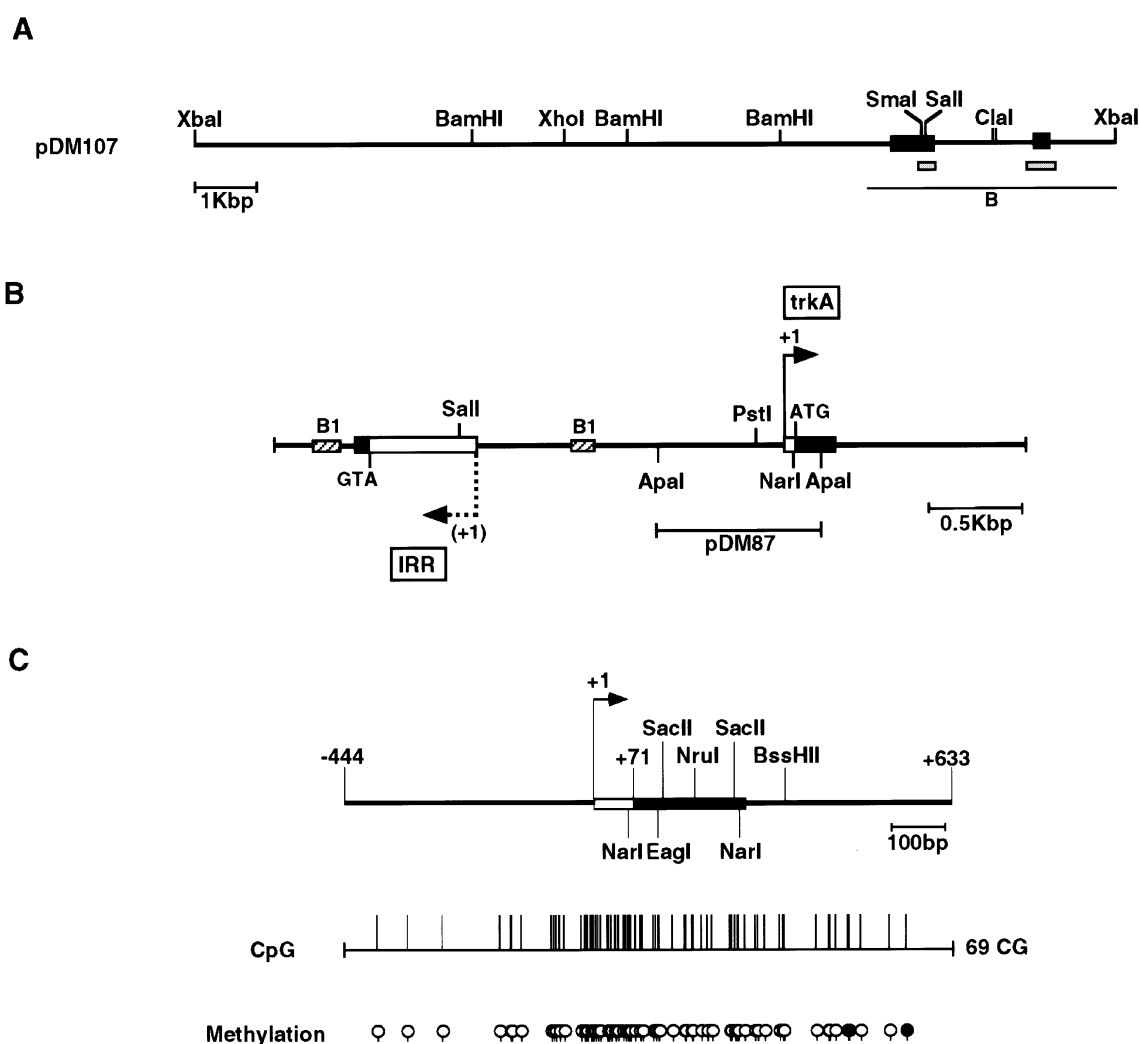 A
XbaI BamHI XhoI BamHI BamHI SmaI SalI ClaI XbaI
pDM107
1Kbp
B
B
trkA
+1
B1 SalI B1 PstI ATG
GTA ApaI NarI ApaI
(+1)
0.5Kbp
pDM87
IRR
C
+1
SacII SacII
-444 +71 NruI BssHII +633
100bp
NarI EagI NarI
CpG 69 CG
Methylation